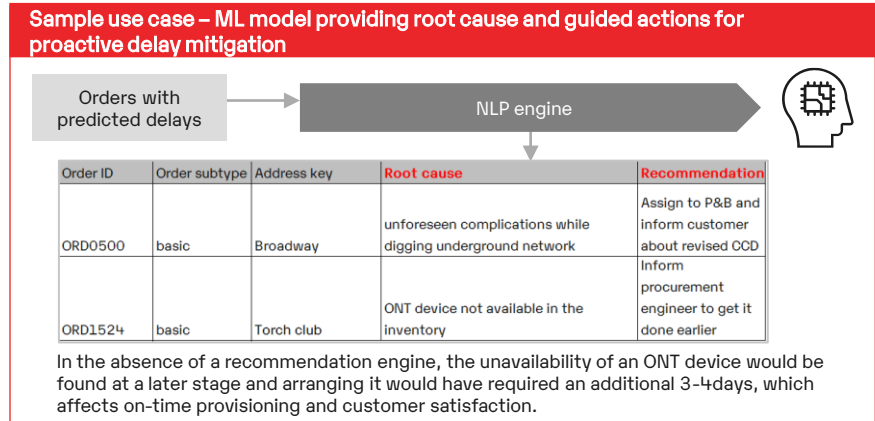 Sample use case – ML model providing root cause and guided actions for
proactive delay mitigation
Orders with
predicted delays
NLP engine
Order ID Order subtype Address key Root cause Recommendation
ORD0500 basic Broadway unforeseen complications while
digging underground network
Assign to P&B and
inform customer
about revised CCD
ORD1524 basic Torch club ONT device not available in the
inventory
Inform
procurement
engineer to get it
done earlier
In the absence of a recommendation engine, the unavailability of an ONT device would be
found at a later stage and arranging it would have required an additional 3-4days, which
affects on-time provisioning and customer satisfaction.